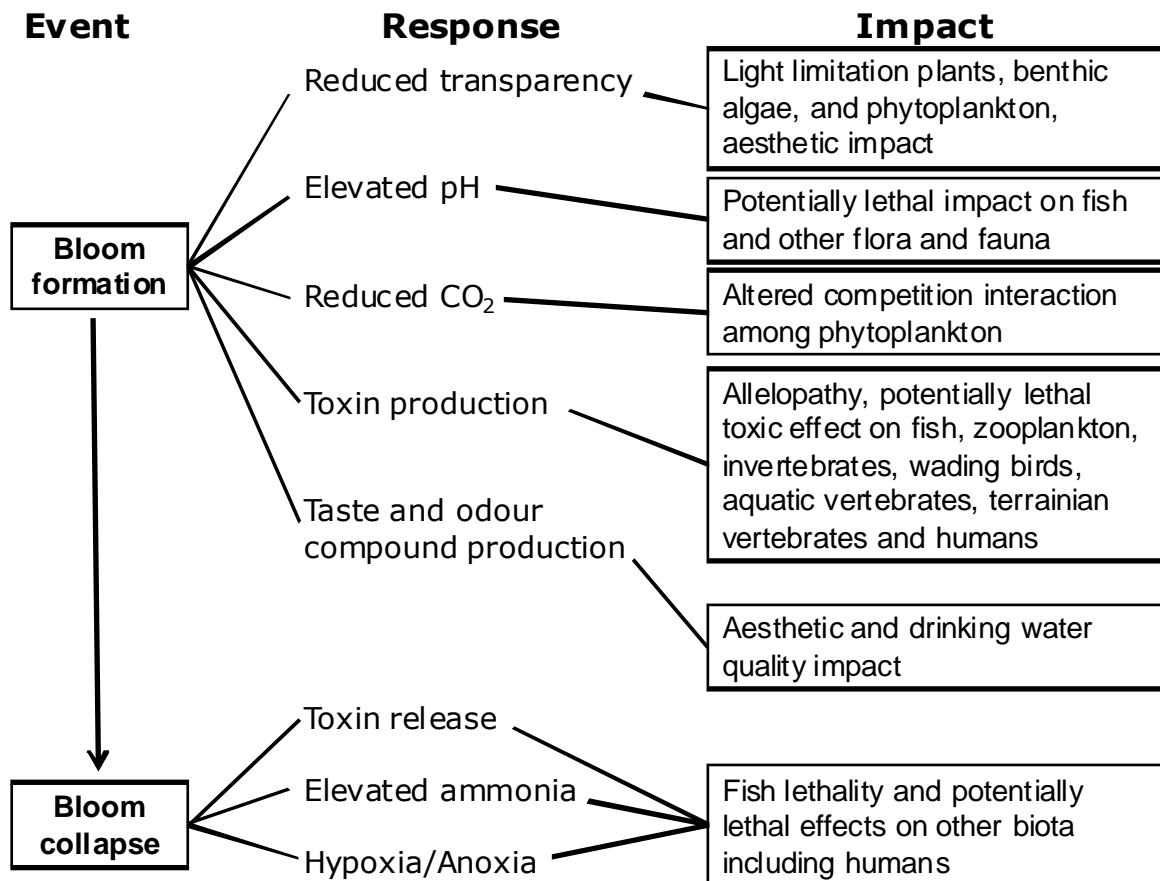 Event
Response
Impact
Reduced transparency
Light limitation plants, benthic
algae, and phytoplankton,
aesthetic impact
Elevated pH
Potentially lethal impact on fish
and other flora and fauna
Bloom
formation
Reduced CO₂
Altered competition interaction
among phytoplankton
Toxin production
Allelopathy, potentially lethal
toxic effect on fish, zooplankton,
invertebrates, wading birds,
aquatic vertebrates, terrainian
vertebrates and humans
Taste and odour
compound production
Aesthetic and drinking water
quality impact
Bloom
collapse
Toxin release
Elevated ammonia
Hypoxia/Anoxia
Fish lethality and potentially
lethal effects on other biota
including humans